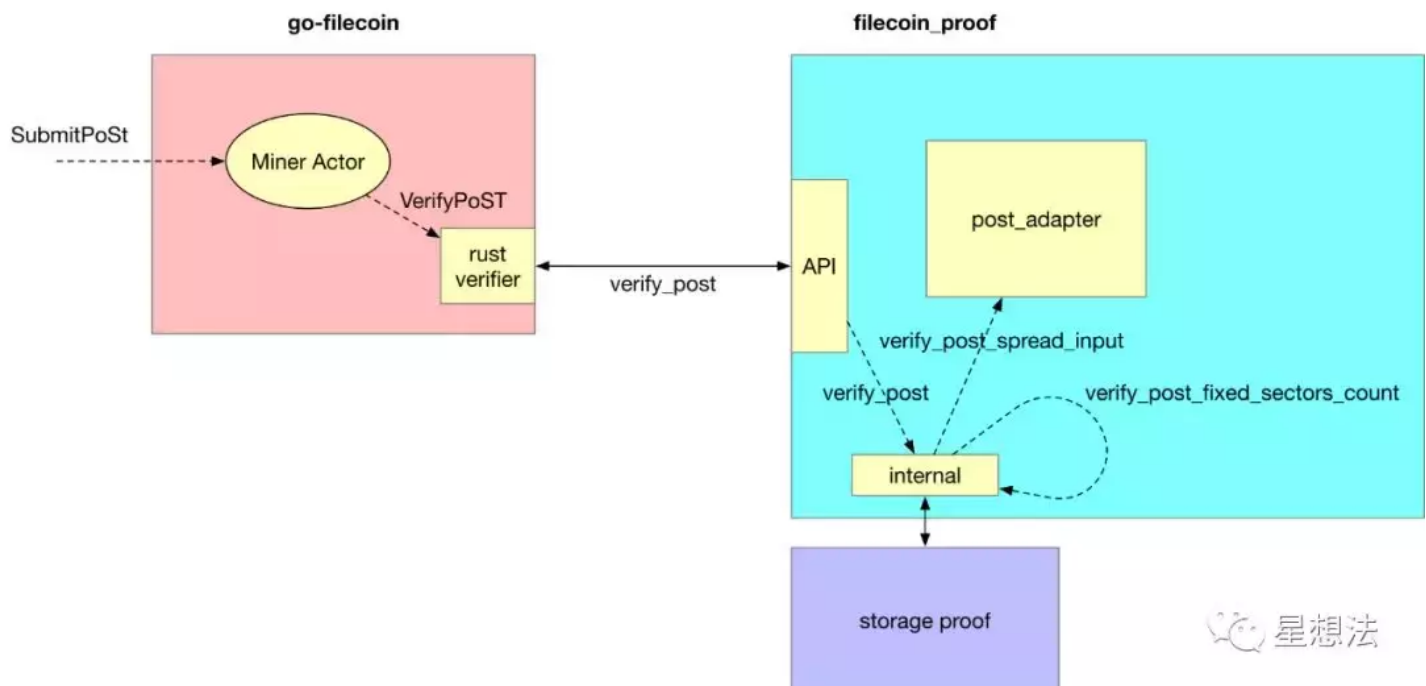 go-filecoin
filecoin_proof
SubmitPoSt
Miner Actor
VerifyPoST
rust
verifier
verify_post
API
post_adapter
verify_post_spread_input
verify_post
verify_post_fixed_sectors_count
internal
storage proof
星想法